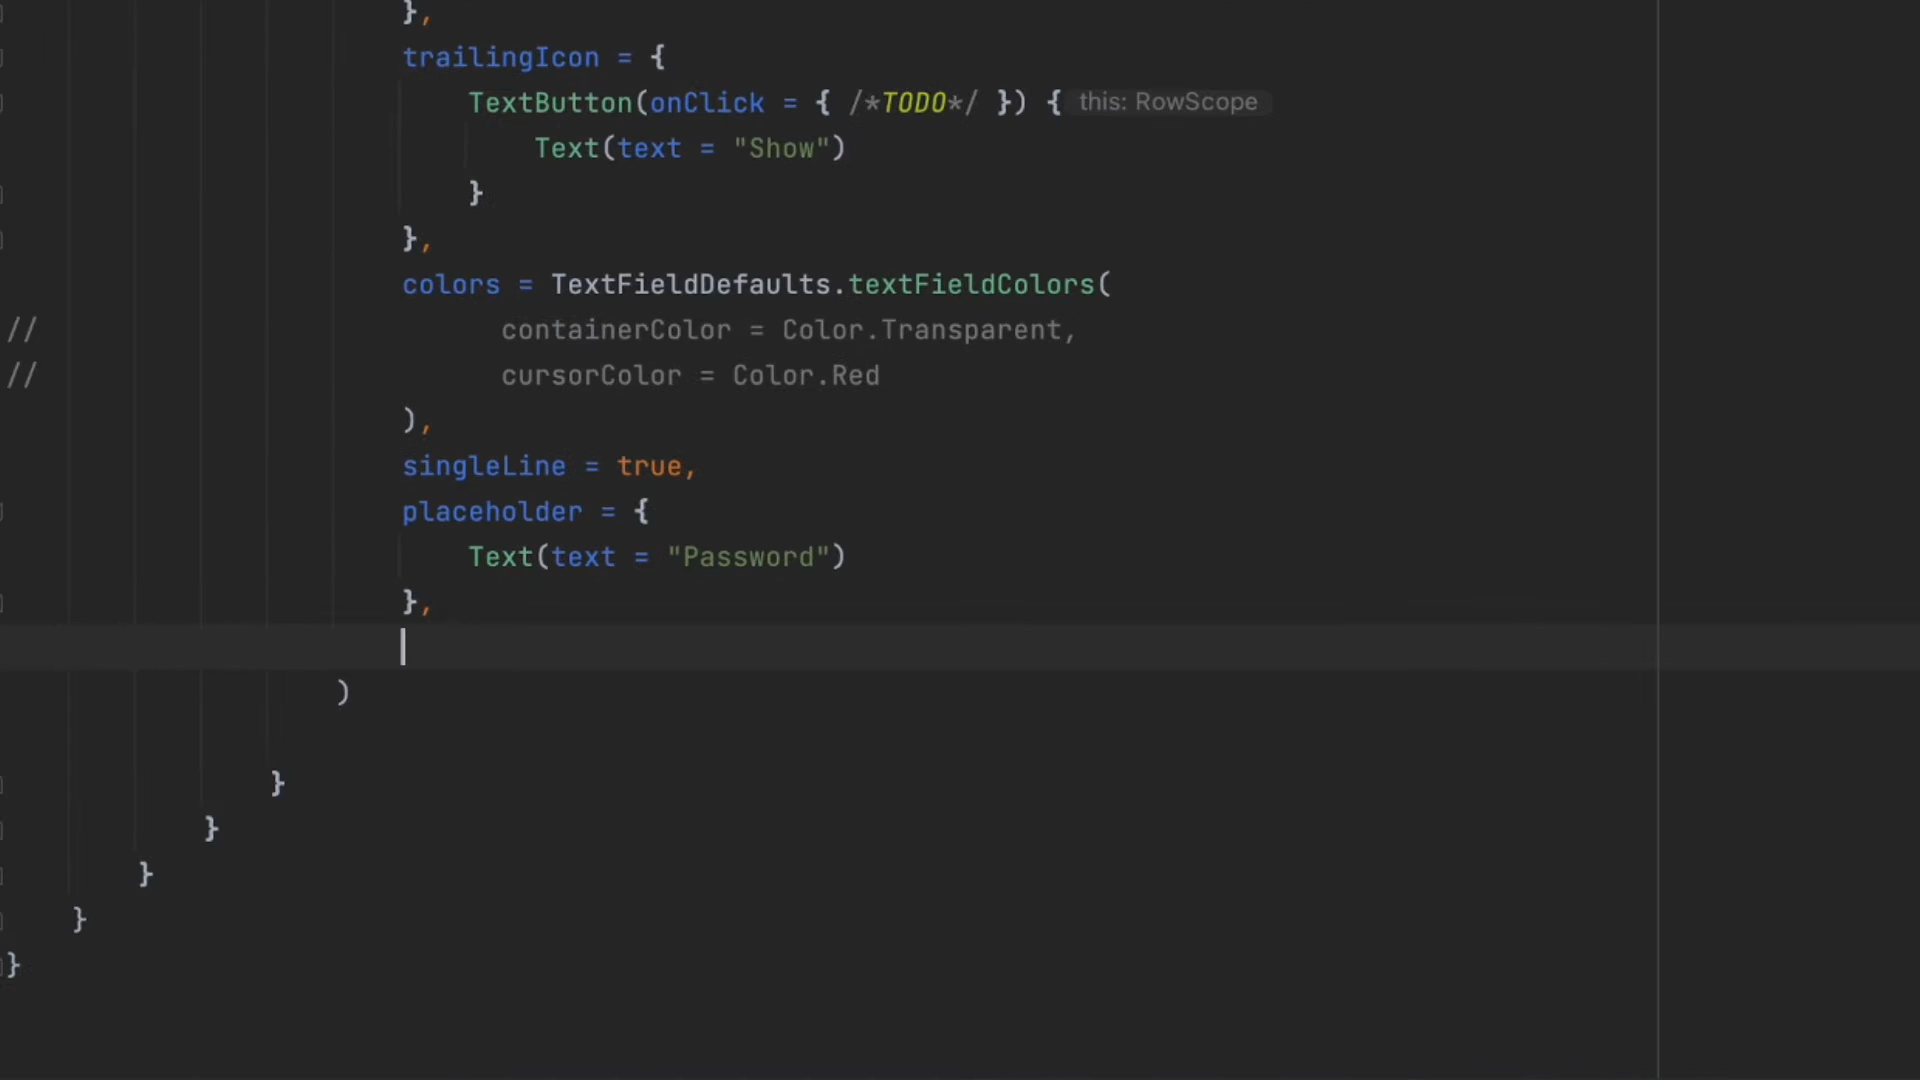 },
trailingIcon = {
TextButton(onClick = { /*TODO*/ }) { this: RowScope
Text(text = "Show")
}
},
colors = TextFieldDefaults.textFieldColors(
// containerColor = Color.Transparent,
// cursorColor = Color.Red
),
singleLine = true,
placeholder = {
Text(text = "Password")
},
)
}
}
}
}
}